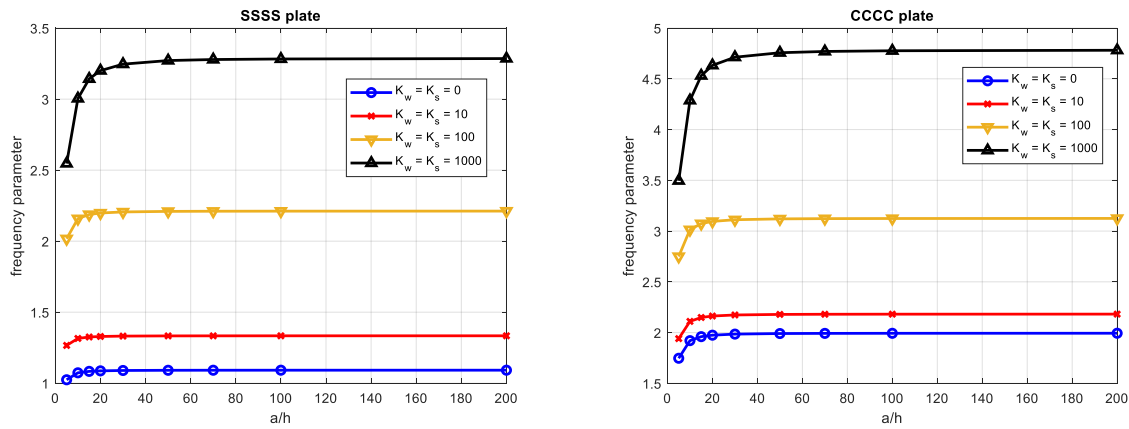 SSSS plate
3.5
3
2.5
2
1.5
1
frequency parameter
K_w = K_s = 0
K_w = K_s = 10
K_w = K_s = 100
K_w = K_s = 1000
0 20 40 60 80 100 120 140 160 180 200
a/h
CCCC plate
5
4.5
4
3.5
3
2.5
2
1.5
frequency parameter
K_w = K_s = 0
K_w = K_s = 10
K_w = K_s = 100
K_w = K_s = 1000
0 20 40 60 80 100 120 140 160 180 200
a/h